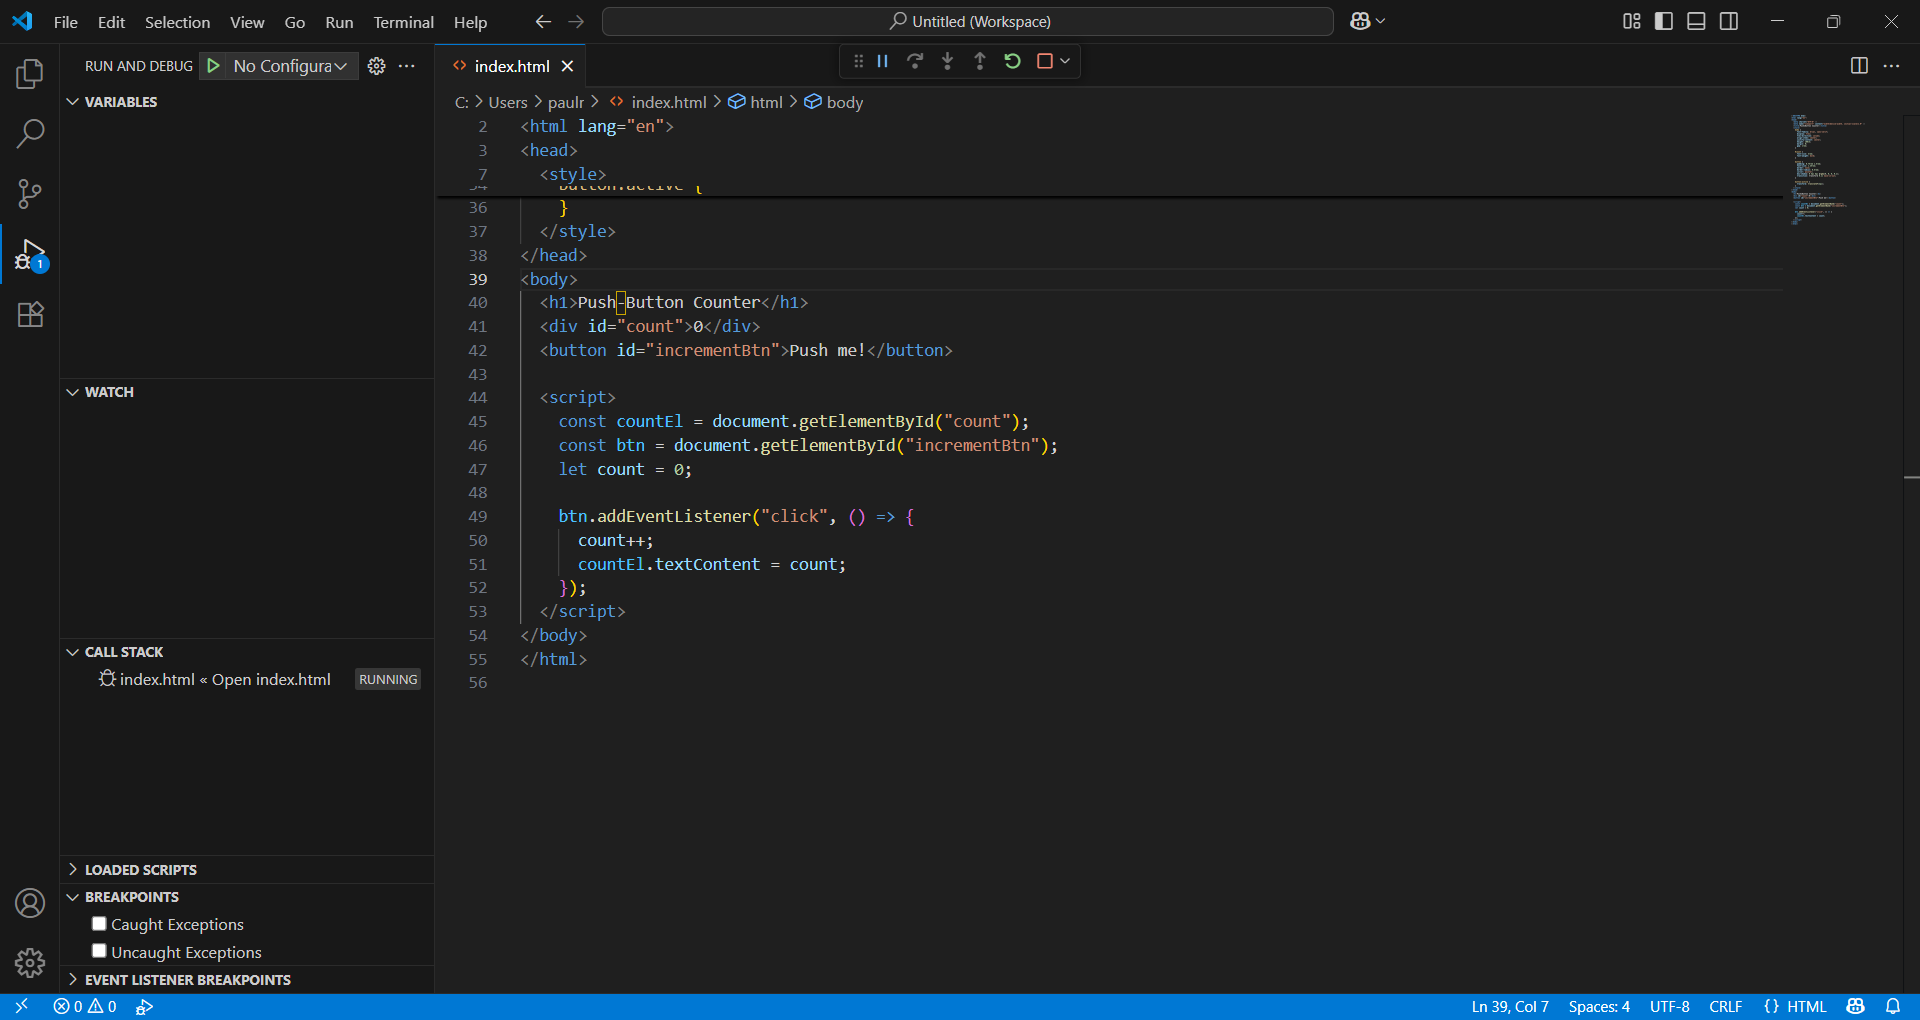 File Edit Selection View Go Run Terminal Help
Untitled (Workspace)
RUN AND DEBUG
No Configura
index.html
VARIABLES
WATCH
CALL STACK
index.html « Open index.html
RUNNING
LOADED SCRIPTS
BREAKPOINTS
Caught Exceptions
Uncaught Exceptions
EVENT LISTENER BREAKPOINTS
1
C: > Users > paulr > index.html > html > body
2 <html lang="en">
3 <head>
7 <style>
34 button:active {
36 }
37 </style>
38 </head>
39 <body>
40 <h1>Push-Button Counter</h1>
41 <div id="count">0</div>
42 <button id="incrementBtn">Push me!</button>
43
44 <script>
45 const countEl = document.getElementById("count");
46 const btn = document.getElementById("incrementBtn");
47 let count = 0;
48
49 btn.addEventListener("click", () => {
50 count++;
51 countEl.textContent = count;
52 });
53 </script>
54 </body>
55 </html>
56
0 0
Ln 39, Col 7 Spaces: 4 UTF-8 CRLF {} HTML